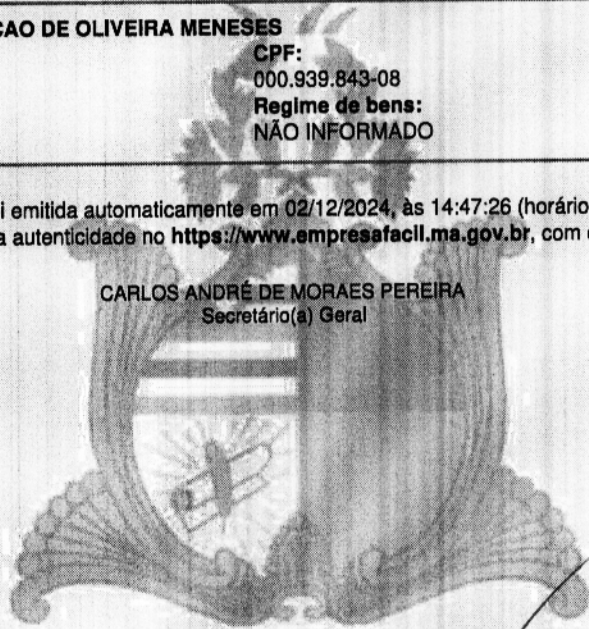 CAO DE OLIVEIRA MENESES
CPF:
000.939.843-08
Regime de bens:
NÃO INFORMADO
i emitida automaticamente em 02/12/2024, às 14:47:26 (horário
a autenticidade no https://www.empresafacil.ma.gov.br, com
CARLOS ANDRÉ DE MORAES PEREIRA
Secretário(a) Geral